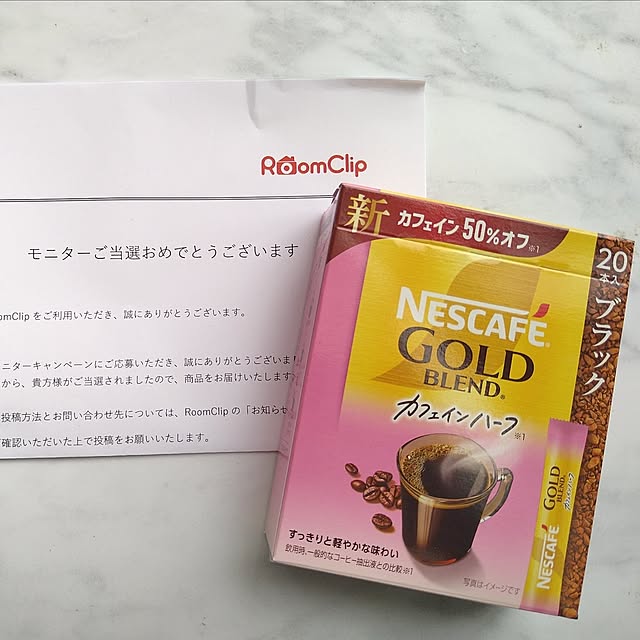 RoomClip
モニターご当選おめでとうございます
omClip をご利用いただき、誠にありがとうございます。
ニターキャンペーンにご応募いただき、誠にありがとうございま
から、貴方様がご当選されましたので、商品をお届けいたします
投稿方法とお問い合わせ先については、RoomClip の「お知らせ
確認いただいた上で投稿をお願いいたします。
新 カフェイン 50%オフ ※1
20本入 ブラック
NESCAFÉ®
GOLD
BLEND®
カフェイン ハーフ ※1
すっきりと軽やかな味わい
飲用時、一般的なコーヒー抽出液との比較※1
写真はイメージです
NESCAFÉ GOLD BLEND カフェイン ハーフ